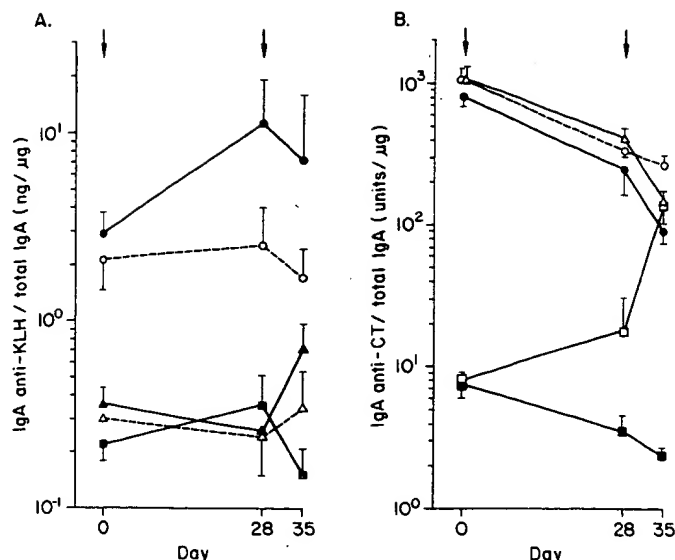 A.
IgA anti-KLH / total IgA (ng/μg)
10¹
10⁰
10⁻¹
0
28
35
Day
B.
IgA anti-CT / total IgA (units/μg)
10³
10²
10¹
10⁰
0
28
35
Day